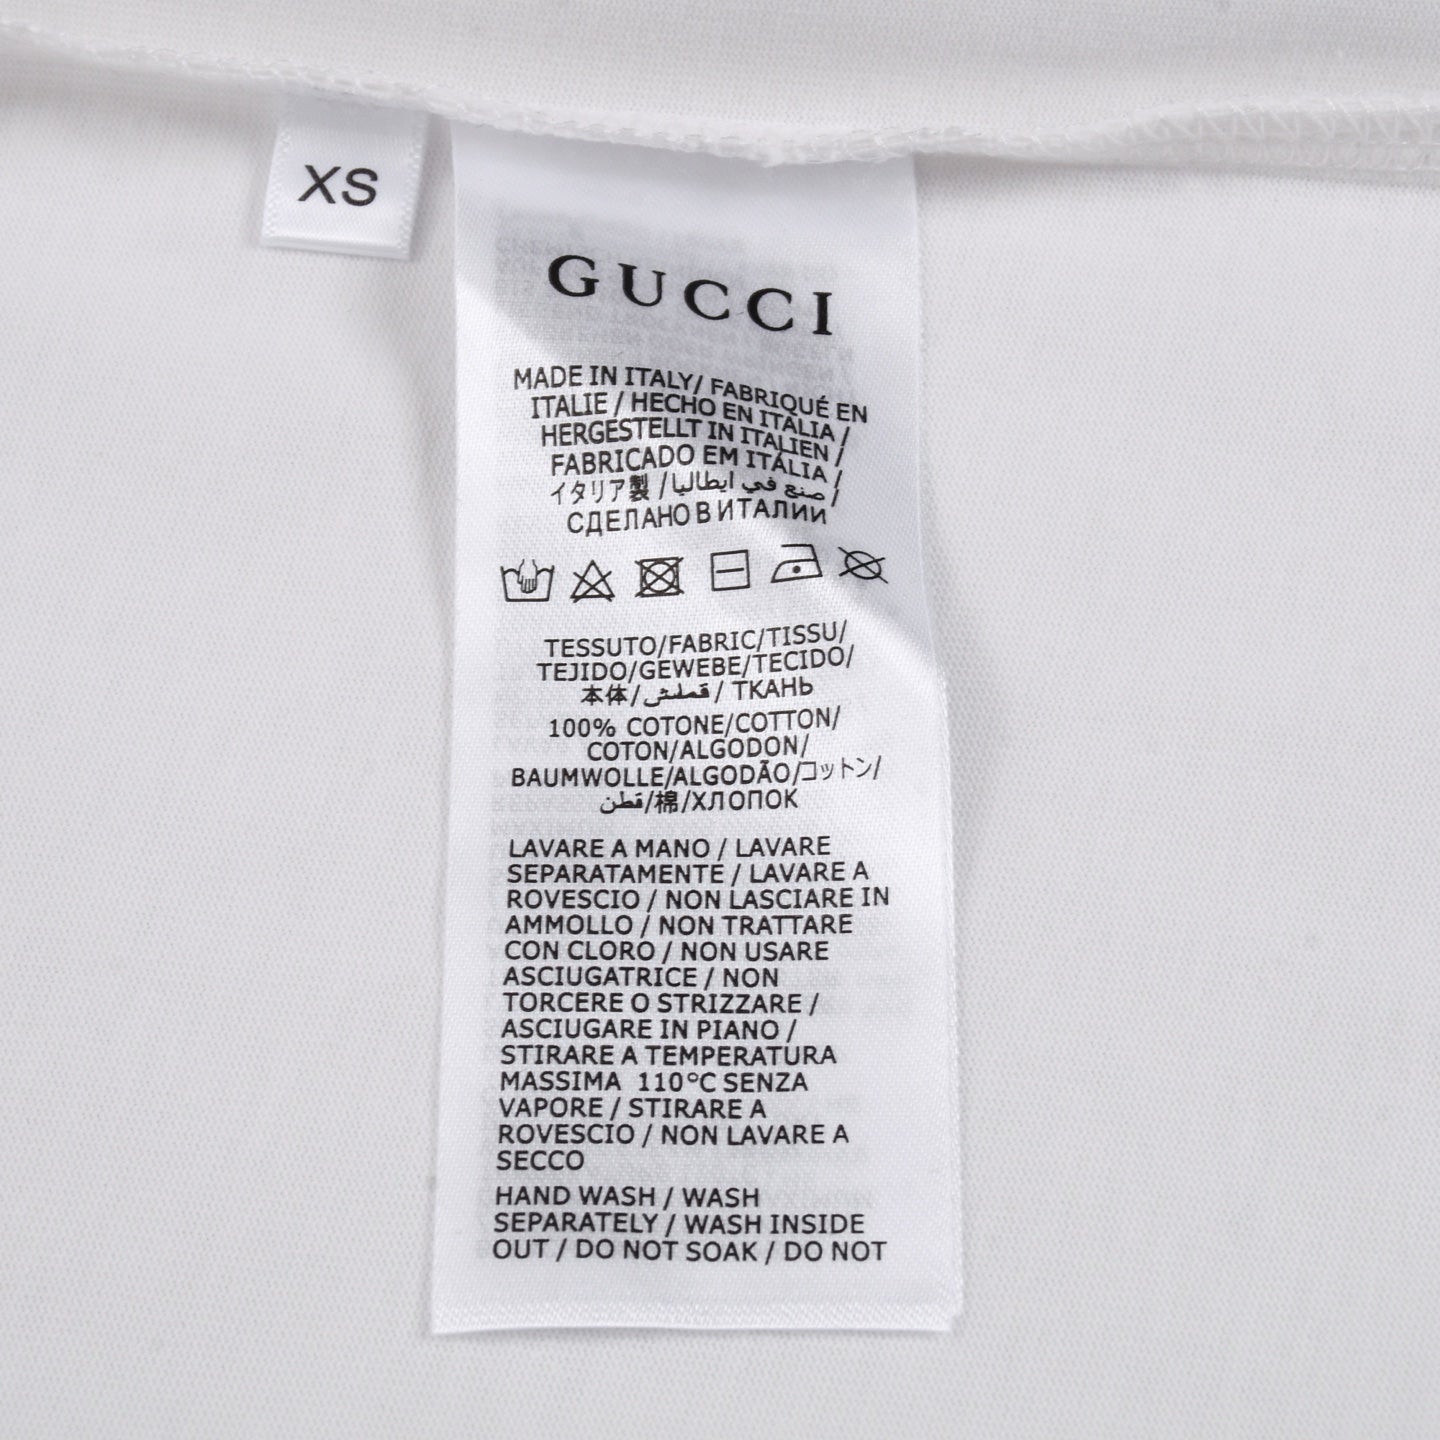 XS
GUCCI
MADE IN ITALY/ FABRIQUÉ EN
ITALIE / HECHO EN ITALIA /
HERGESTELLT IN ITALIEN /
FABRICADO EM ITÁLIA /
イタリア製 / صنع في ايطاليا /
СДЕЛАНО В ИТАЛИИ
TESSUTO/FABRIC/TISSU/
TEJIDO/GEWEBE/TECIDO/
本体/قملش/ ТКАНЬ
100% COTONE/COTTON/
COTON/ALGODON/
BAUMWOLLE/ALGODÃO/コットン/
قطن/棉/ХЛОПОК
LAVARE A MANO / LAVARE
SEPARATAMENTE / LAVARE A
ROVESCIO / NON LASCIARE IN
AMMOLLO / NON TRATTARE
CON CLORO / NON USARE
ASCIUGATRICE / NON
TORCERE O STRIZZARE /
ASCIUGARE IN PIANO /
STIRARE A TEMPERATURA
MASSIMA 110°C SENZA
VAPORE / STIRARE A
ROVESCIO / NON LAVARE A
SECCO
HAND WASH / WASH
SEPARATELY / WASH INSIDE
OUT / DO NOT SOAK / DO NOT